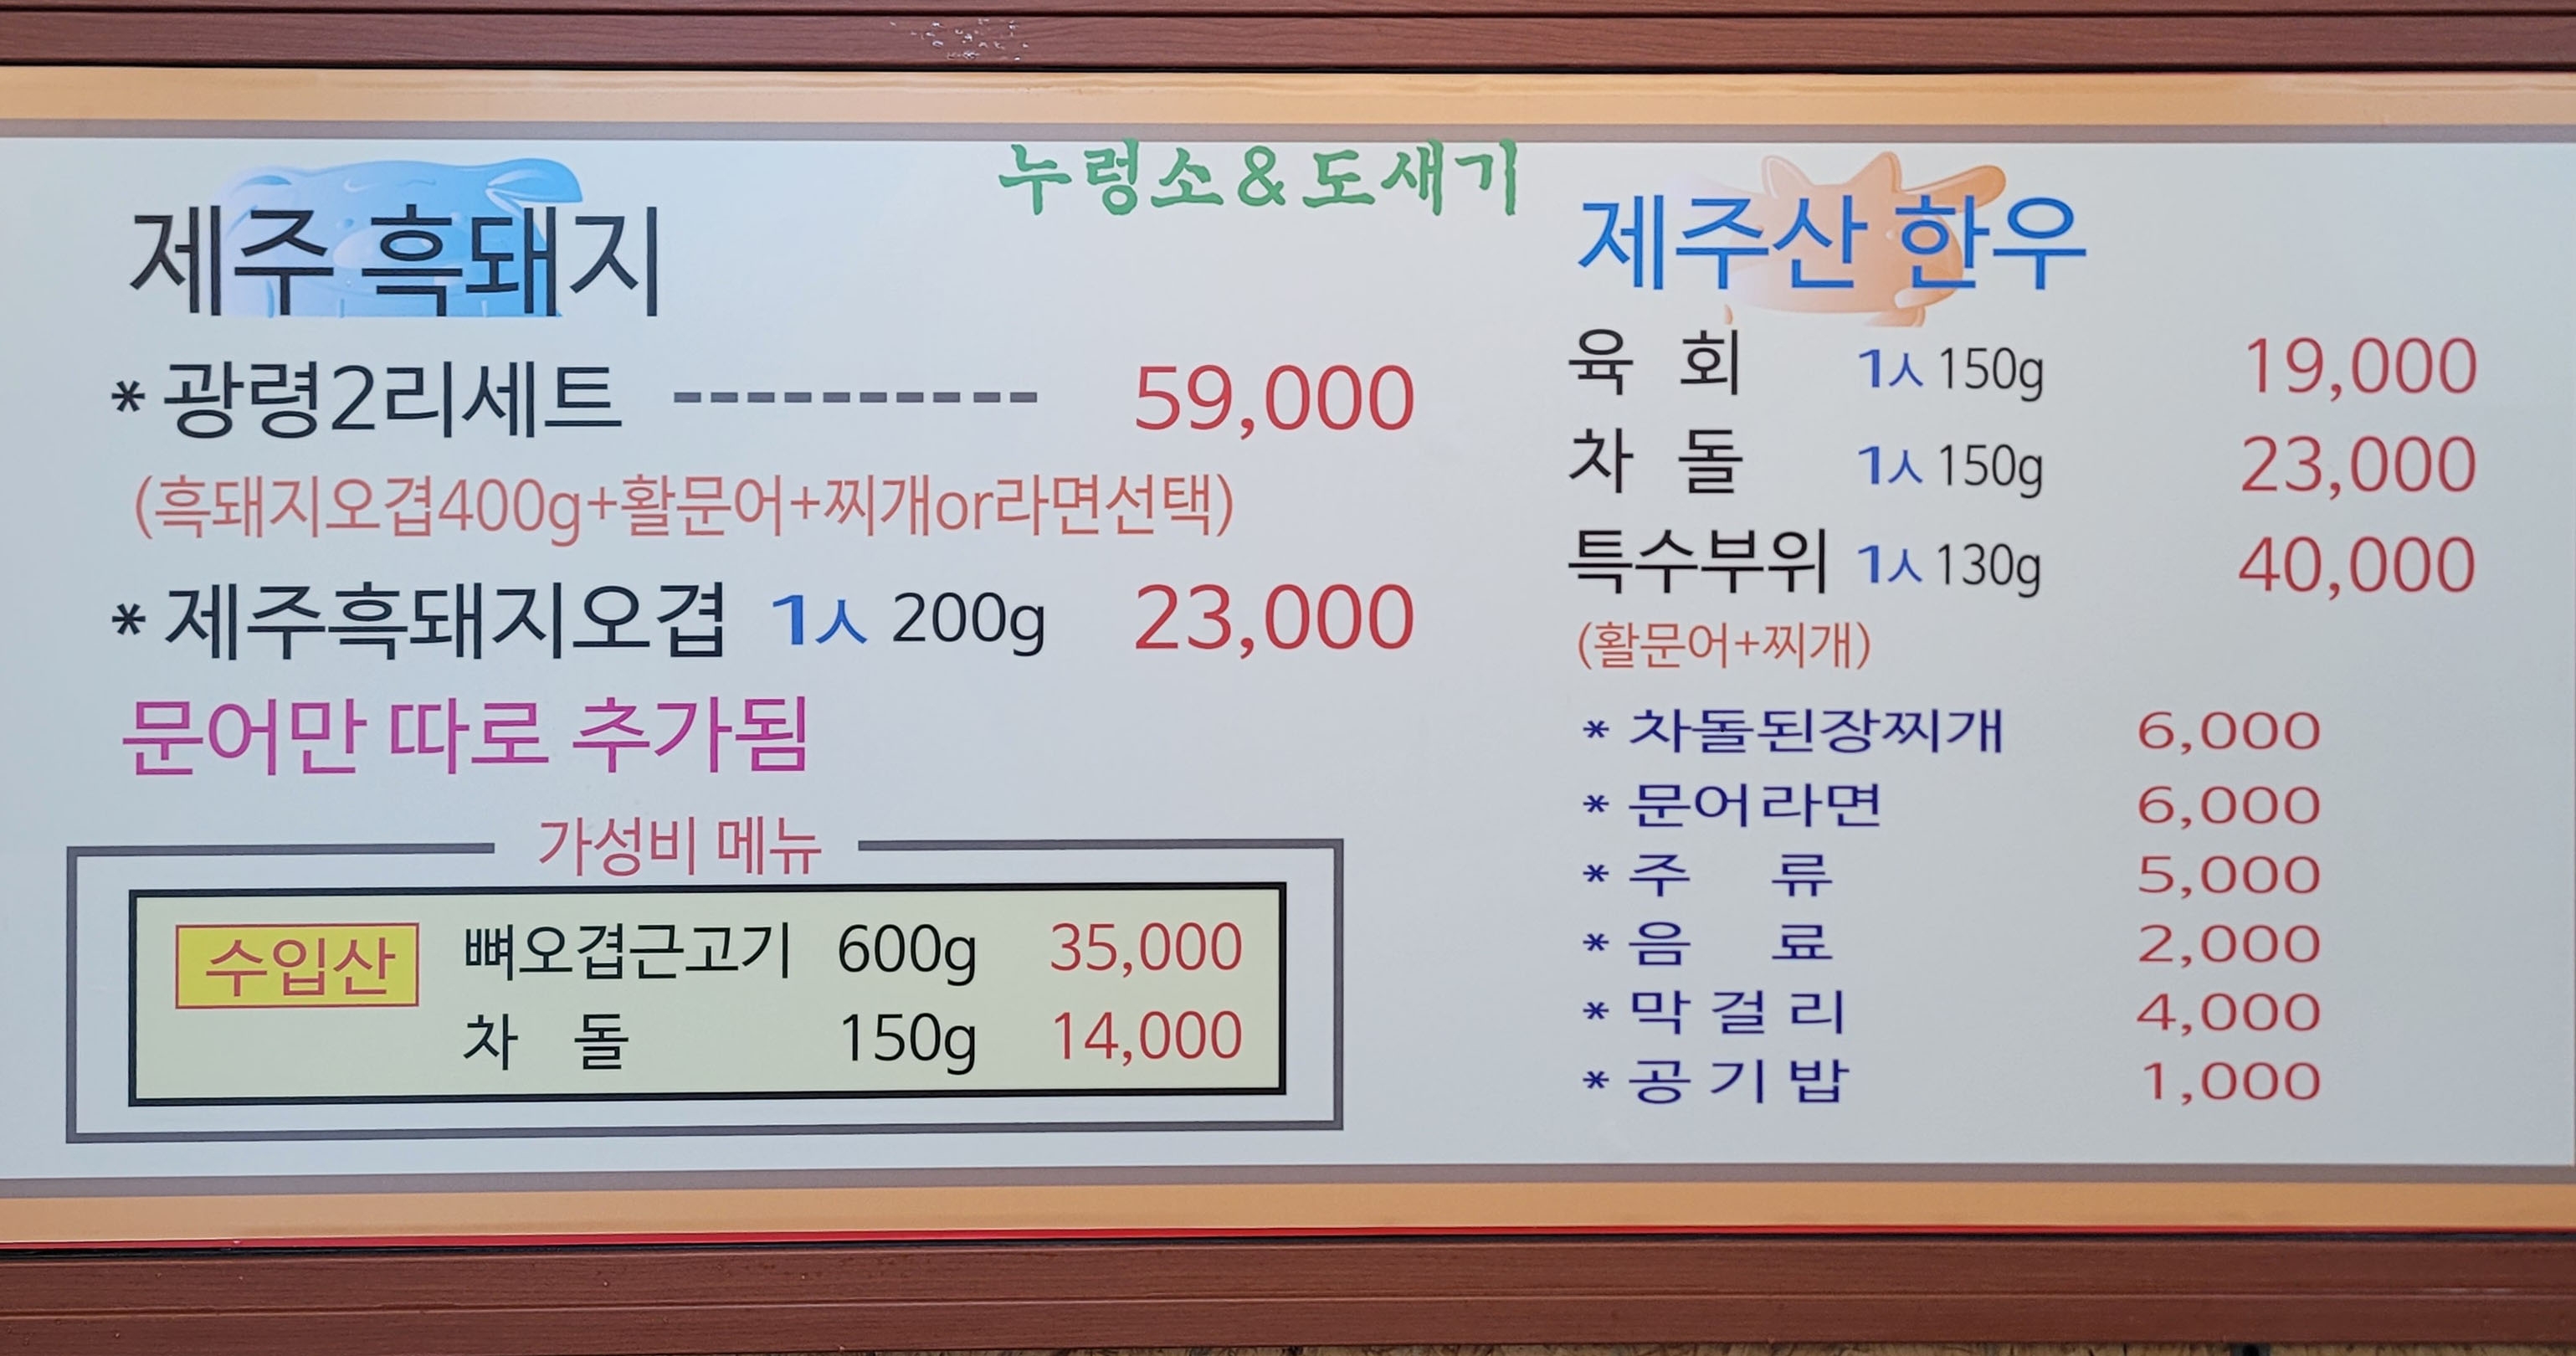 누렁소&도새기
제주 흑돼지
* 광령2리세트 ---------- 59,000
(흑돼지오겹400g+활문어+찌개or라면선택)
* 제주흑돼지오겹 1人 200g 23,000
문어만 따로 추가됨
가성비 메뉴
수입산 뼈오겹근고기 600g 35,000
차 돌 150g 14,000
제주산 한우
육 회 1人 150g 19,000
차 돌 1人 150g 23,000
특수부위 1人 130g 40,000
(활문어+찌개)
* 차돌된장찌개 6,000
* 문어라면 6,000
* 주 류 5,000
* 음 료 2,000
* 막 걸 리 4,000
* 공 기 밥 1,000